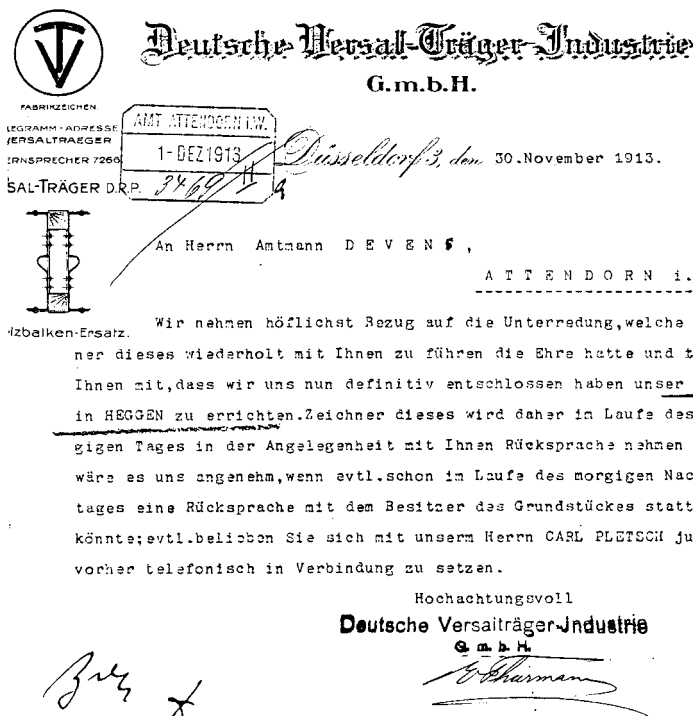 Deutsche Versal-Träger-Industrie
G.m.b.H.
FABRIKZEICHEN.
LEGRAMM-ADRESSE
VERSALTRAEGER
ERNSPRECHER 7266
SAL-TRÄGER D.R.P.
AMT ATTENDORN i.W.
1-DEZ 1913
3469
Düsseldorf 3, den 30.November 1913.
An Herrn Amtmann D E V E N S ,
A T T E N D O R N i.
lzbalken-Ersatz.
Wir nehmen höflichst Bezug auf die Unterredung,welche
ner dieses wiederholt mit Ihnen zu führen die Ehre hatte und t
Ihnen mit,dass wir uns nun definitiv entschlossen haben unser
in HEGGEN zu errichten.Zeichner dieses wird daher im Laufe des
gigen Tages in der Angelegenheit mit Ihnen Rücksprache nehmen
wäre es uns angenehm,wenn evtl.schon im Laufe des morgigen Nac
tages eine Rücksprache mit dem Besitzer des Grundstückes statt
könnte;evtl.belieben Sie sich mit unserm Herrn CARL PLETSCH ju
vorher telefonisch in Verbindung zu setzen.
Hochachtungsvoll
Deutsche Versalträger-Jndustrie
G. m. b. H.